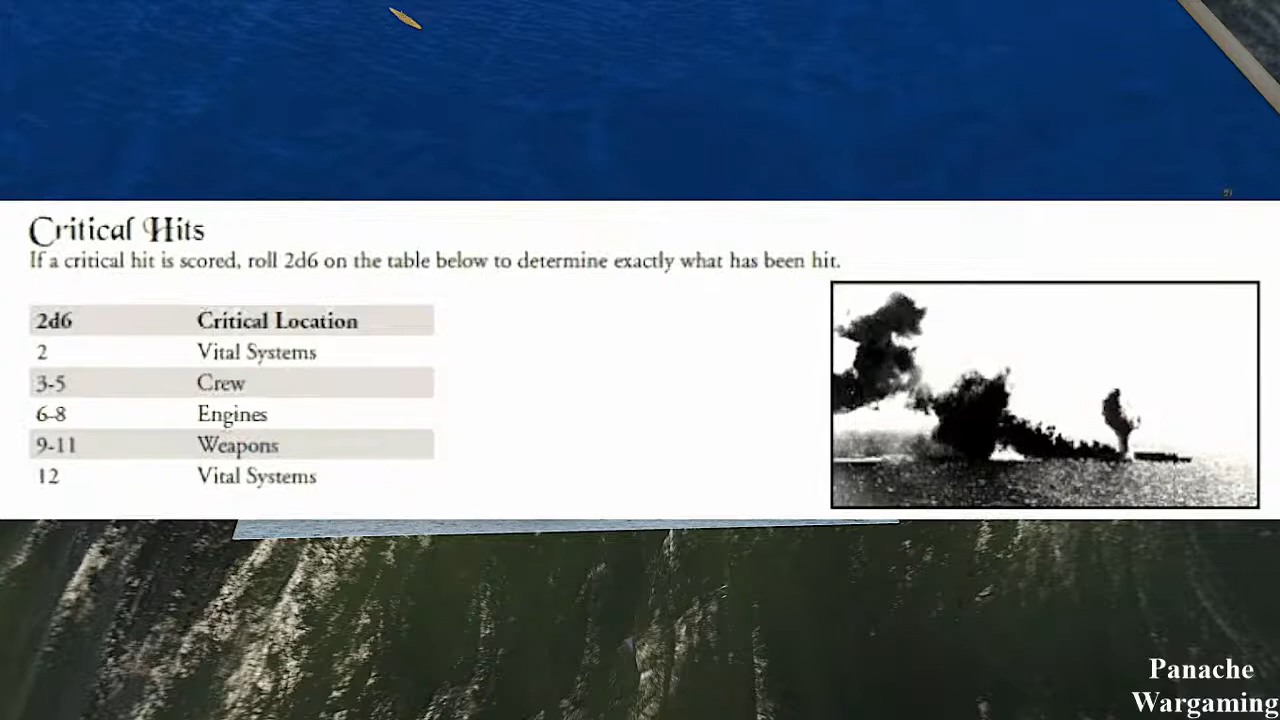 Critical Hits
If a critical hit is scored, roll 2d6 on the table below to determine exactly what has been hit.
2d6 Critical Location
2 Vital Systems
3-5 Crew
6-8 Engines
9-11 Weapons
12 Vital Systems
Panache
Wargaming